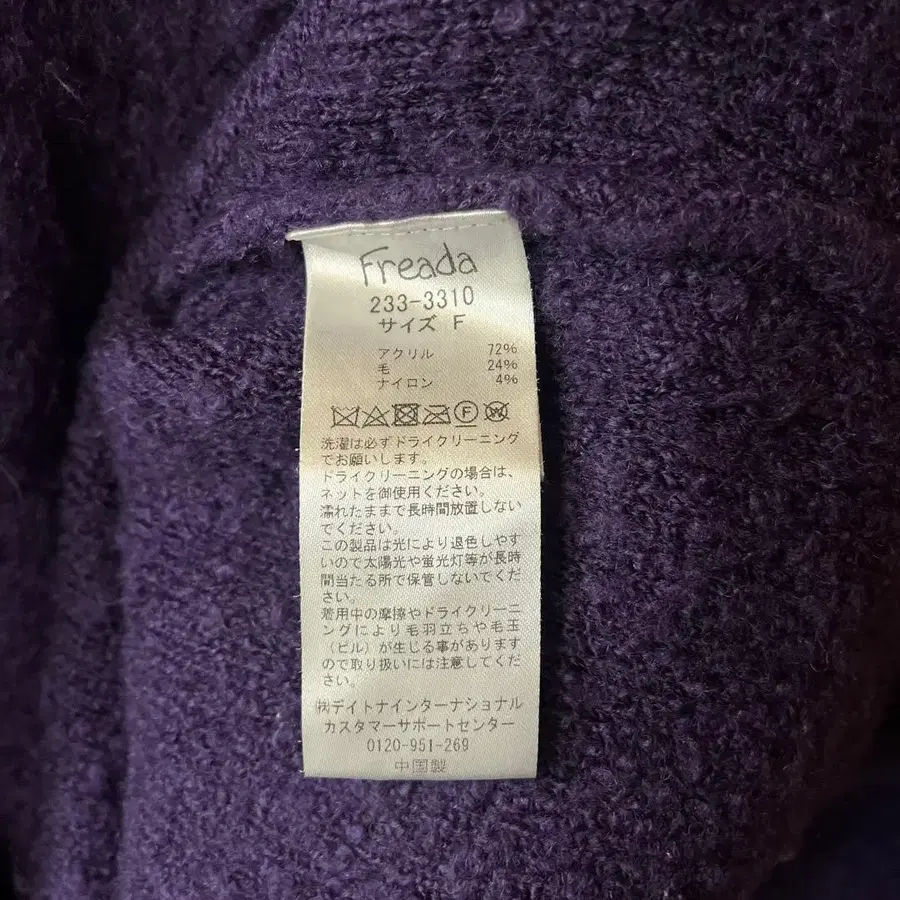 Freada
233-3310
サイズ F
アクリル 72%
毛 24%
ナイロン 4%
F
W
洗濯は必ずドライクリーニング
でお願いします。
ドライクリーニングの場合は、
ネットを御使用ください。
濡れたままで長時間放置しない
でください。
この製品は光により退色しやす
いので太陽光や蛍光灯等が長時
間当たる所で保管しないでくだ
さい。
着用中の摩擦やドライクリーニ
ングにより毛羽立ちや毛玉
（ピル）が生じる事があります
ので取り扱いには注意してくだ
さい。
㈱デイトナインターナショナル
カスタマーサポートセンター
0120-951-269
中国製